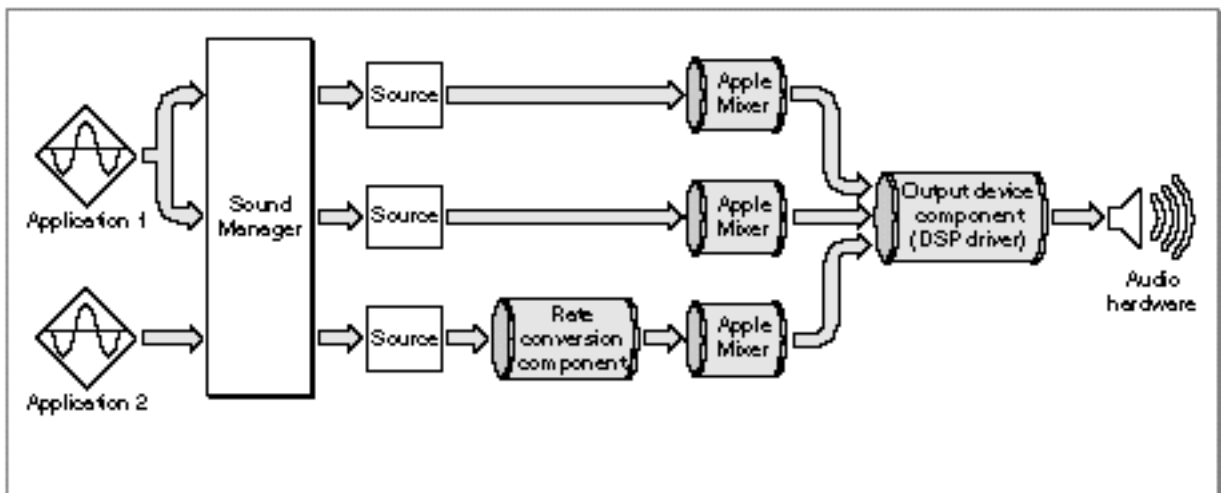 Application 1
Application 2
Sound
Manager
Source
Source
Source
Rate
conversion
component
Apple
Mixer
Apple
Mixer
Apple
Mixer
Output device
component
(DSP driver)
Audio
hardware